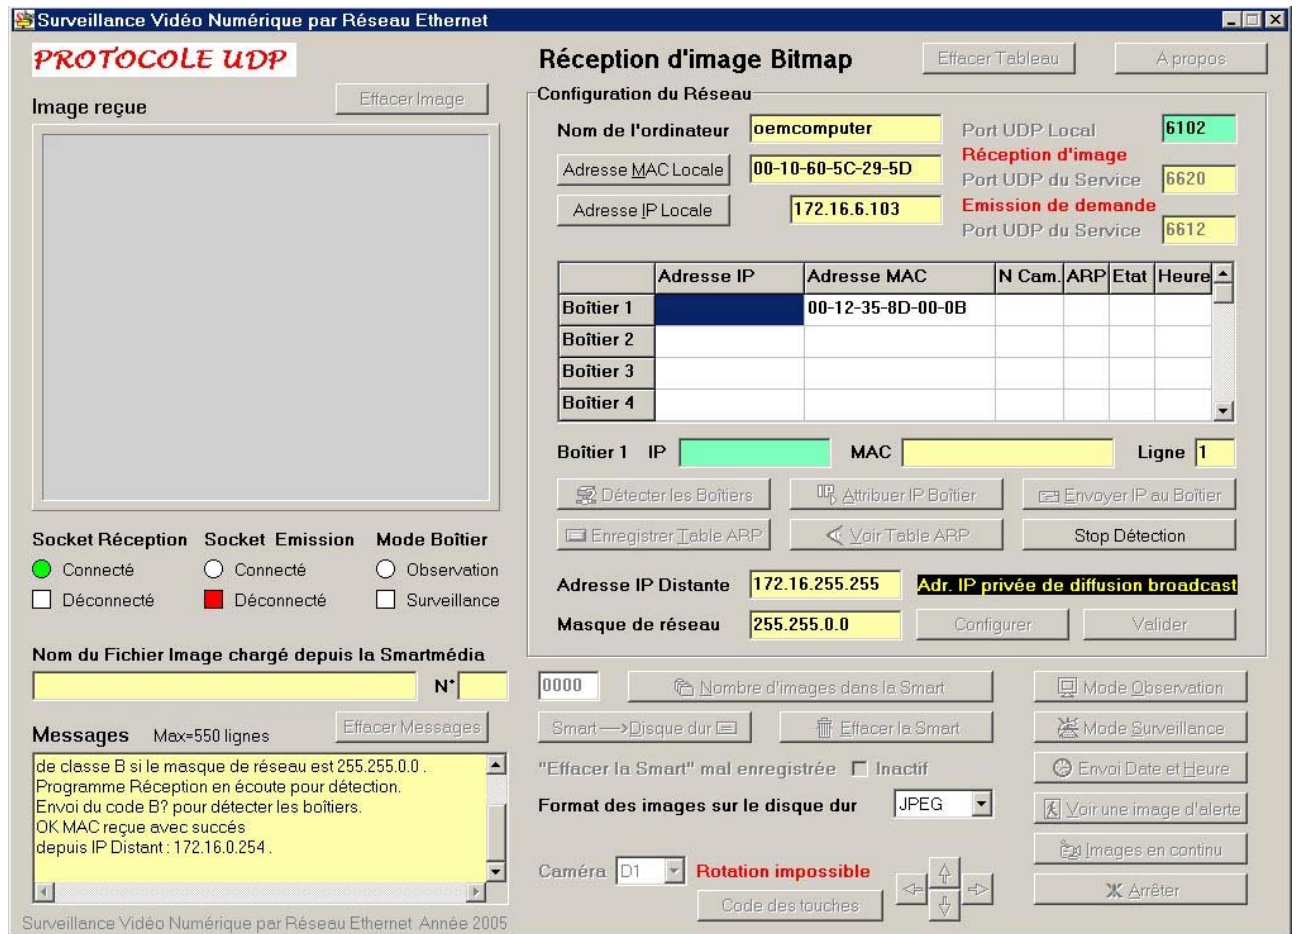 Surveillance Vidéo Numérique par Réseau Ethernet
PROTOCOLE UDP
Réception d'image Bitmap
Effacer Tableau
A propos
Image reçue
Effacer Image
Configuration du Réseau
Nom de l'ordinateur
oemcomputer
Port UDP Local
6102
Adresse MAC Locale
00-10-60-5C-29-5D
Réception d'image
Port UDP du Service
6620
Adresse IP Locale
172.16.6.103
Emission de demande
Port UDP du Service
6612
Adresse IP Adresse MAC N Cam. ARP Etat Heure
Boîtier 1 00-12-35-8D-00-0B
Boîtier 2
Boîtier 3
Boîtier 4
Boîtier 1 IP MAC Ligne 1
Détecter les Boîtiers
Attribuer IP Boîtier
Envoyer IP au Boîtier
Enregistrer Table ARP
Voir Table ARP
Stop Détection
Adresse IP Distante
172.16.255.255
Adr. IP privée de diffusion broadcast
Masque de réseau
255.255.0.0
Configurer
Valider
Socket Réception Socket Emission Mode Boîtier
Connecté Connecté Observation
Déconnecté Déconnecté Surveillance
Nom du Fichier Image chargé depuis la Smartmédia
N°
Messages Max=550 lignes
Effacer Messages
de classe B si le masque de réseau est 255.255.0.0 .
Programme Réception en écoute pour détection.
Envoi du code B? pour détecter les boîtiers.
OK MAC reçue avec succés
depuis IP Distant : 172.16.0.254 .
Surveillance Vidéo Numérique par Réseau Ethernet Année 2005
0000
Nombre d'images dans la Smart
Mode Observation
Smart-->Disque dur
Effacer la Smart
Mode Surveillance
"Effacer la Smart" mal enregistrée Inactif
Envoi Date et Heure
Format des images sur le disque dur
JPEG
Voir une image d'alerte
Images en continu
Caméra D1
Rotation impossible
Code des touches
Arrêter